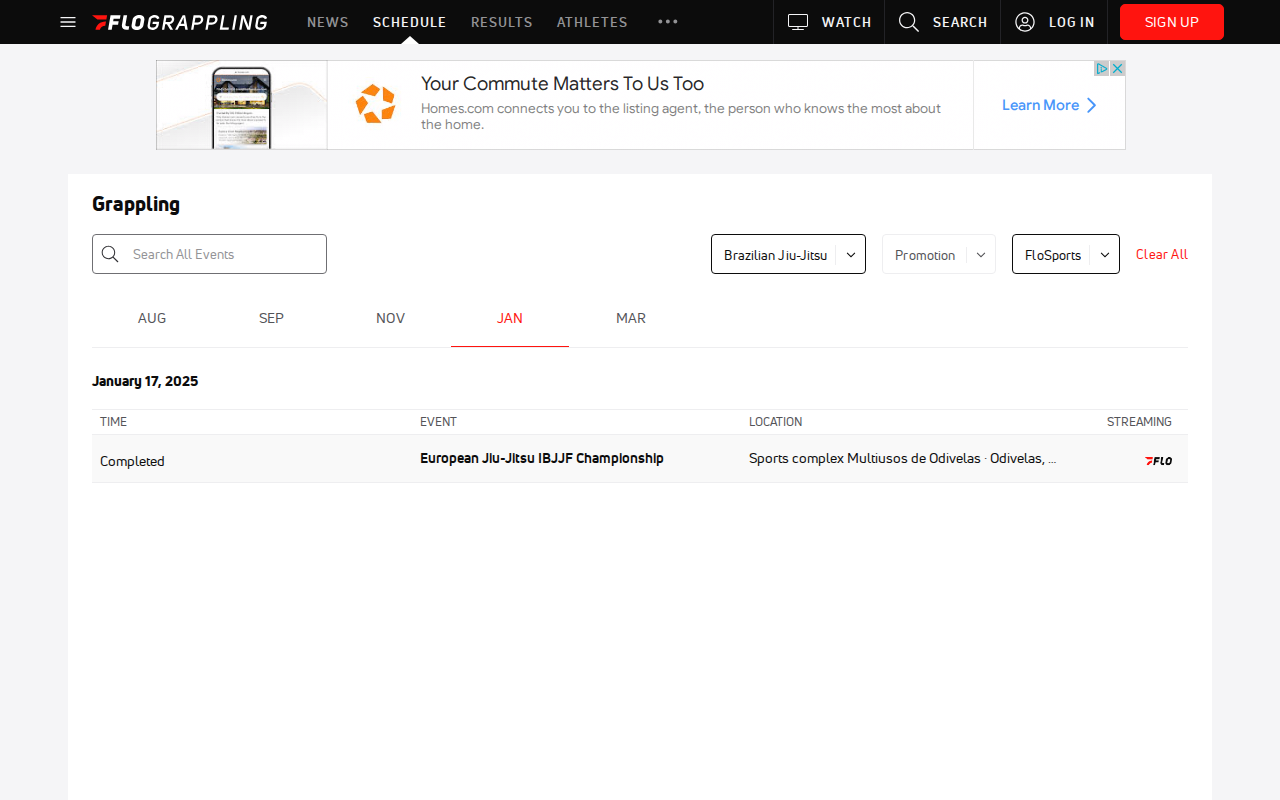 FLOGRAPPLING NEWS SCHEDULE RESULTS ATHLETES ••• WATCH SEARCH LOG IN SIGN UP
Your Commute Matters To Us Too
Homes.com connects you to the listing agent, the person who knows the most about
the home.
Learn More
Grappling
Search All Events
Brazilian Jiu-Jitsu
Promotion
FloSports
Clear All
AUG SEP NOV JAN MAR
January 17, 2025
TIME EVENT LOCATION STREAMING
Completed European Jiu-Jitsu IBJJF Championship Sports complex Multiusos de Odivelas · Odivelas, ... FLO